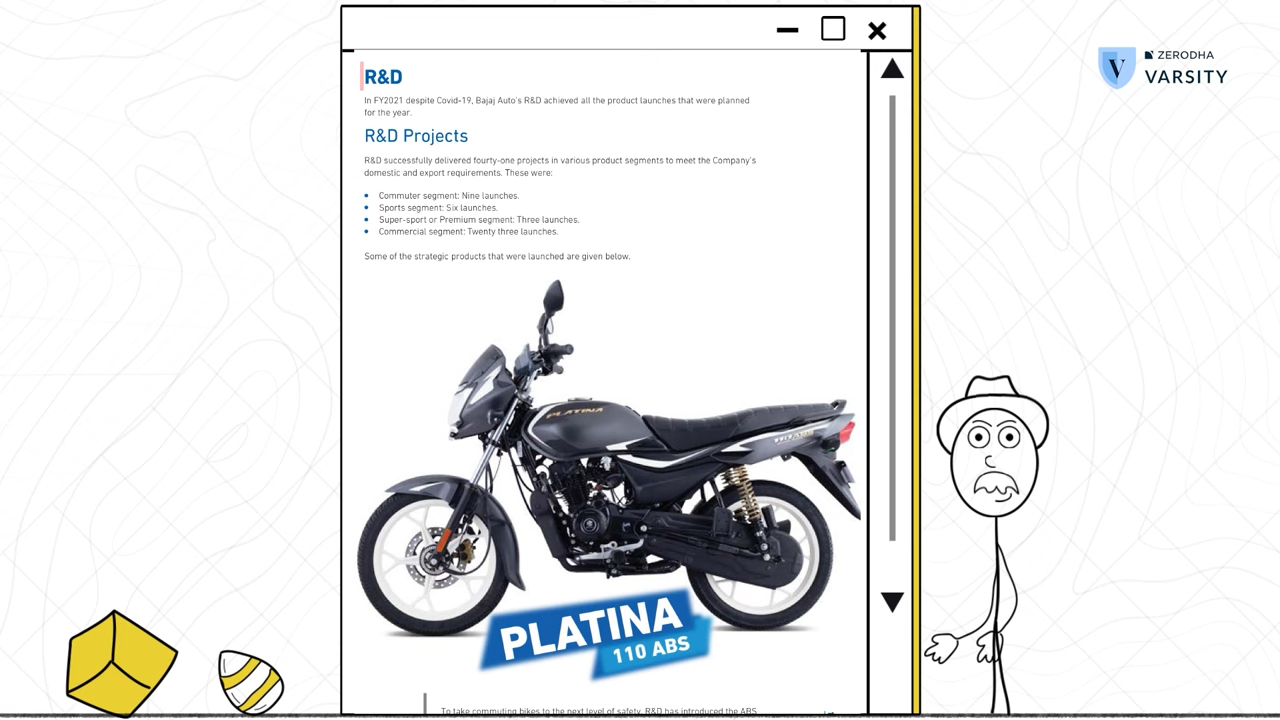 ZERODHA
VARSITY
R&D
In FY2021 despite Covid-19, Bajaj Auto's R&D achieved all the product launches that were planned
for the year.
R&D Projects
R&D successfully delivered fourty-one projects in various product segments to meet the Company's
domestic and export requirements. These were:
• Commuter segment: Nine launches.
• Sports segment: Six launches.
• Super-sport or Premium segment: Three launches.
• Commercial segment: Twenty three launches.
Some of the strategic products that were launched are given below.
PLATINA
PLATINA
110 ABS
To take commuting bikes to the next level of safety, R&D has introduced the ABS